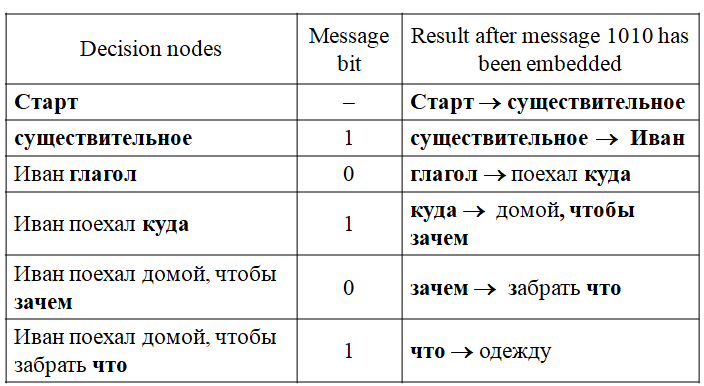 Decision nodes
Message
bit
Result after message 1010 has
been embedded
Старт
–
Старт → существительное
существительное
1
существительное → Иван
Иван глагол
0
глагол → поехал куда
Иван поехал куда
1
куда → домой, чтобы
зачем
Иван поехал домой, чтобы
зачем
0
зачем → забрать что
Иван поехал домой, чтобы
забрать что
1
что → одежду